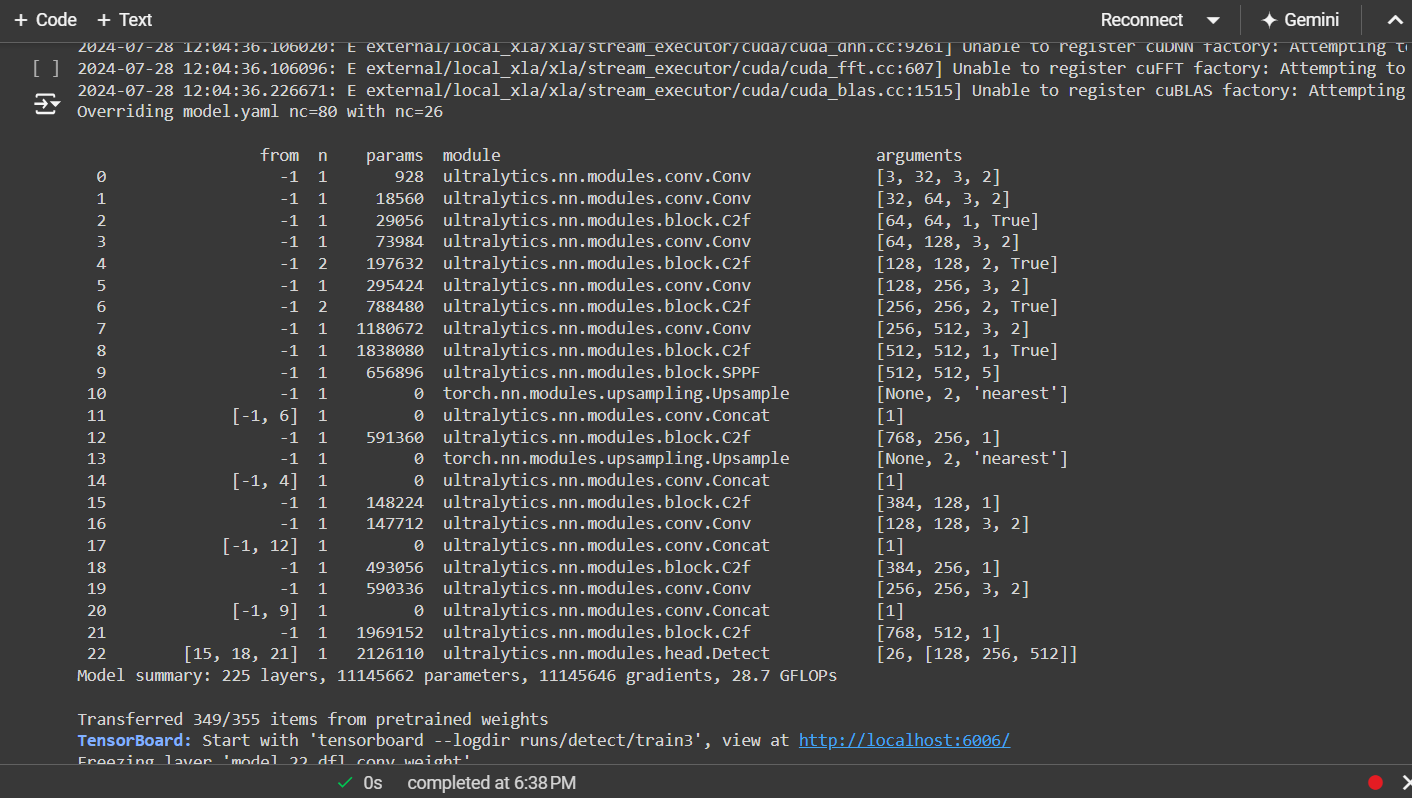 + Code + Text Reconnect Gemini
2024-07-28 12:04:36.106020: E external/local_xla/xla/stream_executor/cuda/cuda_dnn.cc:9261] Unable to register cuDNN factory: Attempting to
[ ] 2024-07-28 12:04:36.106096: E external/local_xla/xla/stream_executor/cuda/cuda_fft.cc:607] Unable to register cuFFT factory: Attempting to
2024-07-28 12:04:36.226671: E external/local_xla/xla/stream_executor/cuda/cuda_blas.cc:1515] Unable to register cuBLAS factory: Attempting
Overriding model.yaml nc=80 with nc=26
from n params module arguments
0 -1 1 928 ultralytics.nn.modules.conv.Conv [3, 32, 3, 2]
1 -1 1 18560 ultralytics.nn.modules.conv.Conv [32, 64, 3, 2]
2 -1 1 29056 ultralytics.nn.modules.block.C2f [64, 64, 1, True]
3 -1 1 73984 ultralytics.nn.modules.conv.Conv [64, 128, 3, 2]
4 -1 2 197632 ultralytics.nn.modules.block.C2f [128, 128, 2, True]
5 -1 1 295424 ultralytics.nn.modules.conv.Conv [128, 256, 3, 2]
6 -1 2 788480 ultralytics.nn.modules.block.C2f [256, 256, 2, True]
7 -1 1 1180672 ultralytics.nn.modules.conv.Conv [256, 512, 3, 2]
8 -1 1 1838080 ultralytics.nn.modules.block.C2f [512, 512, 1, True]
9 -1 1 656896 ultralytics.nn.modules.block.SPPF [512, 512, 5]
10 -1 1 0 torch.nn.modules.upsampling.Upsample [None, 2, 'nearest']
11 [-1, 6] 1 0 ultralytics.nn.modules.conv.Concat [1]
12 -1 1 591360 ultralytics.nn.modules.block.C2f [768, 256, 1]
13 -1 1 0 torch.nn.modules.upsampling.Upsample [None, 2, 'nearest']
14 [-1, 4] 1 0 ultralytics.nn.modules.conv.Concat [1]
15 -1 1 148224 ultralytics.nn.modules.block.C2f [384, 128, 1]
16 -1 1 147712 ultralytics.nn.modules.conv.Conv [128, 128, 3, 2]
17 [-1, 12] 1 0 ultralytics.nn.modules.conv.Concat [1]
18 -1 1 493056 ultralytics.nn.modules.block.C2f [384, 256, 1]
19 -1 1 590336 ultralytics.nn.modules.conv.Conv [256, 256, 3, 2]
20 [-1, 9] 1 0 ultralytics.nn.modules.conv.Concat [1]
21 -1 1 1969152 ultralytics.nn.modules.block.C2f [768, 512, 1]
22 [15, 18, 21] 1 2126110 ultralytics.nn.modules.head.Detect [26, [128, 256, 512]]
Model summary: 225 layers, 11145662 parameters, 11145646 gradients, 28.7 GFLOPs
Transferred 349/355 items from pretrained weights
TensorBoard: Start with 'tensorboard --logdir runs/detect/train3', view at http://localhost:6006/
Freezing layer 'model.22.dfl.conv.weight'
0s completed at 6:38 PM